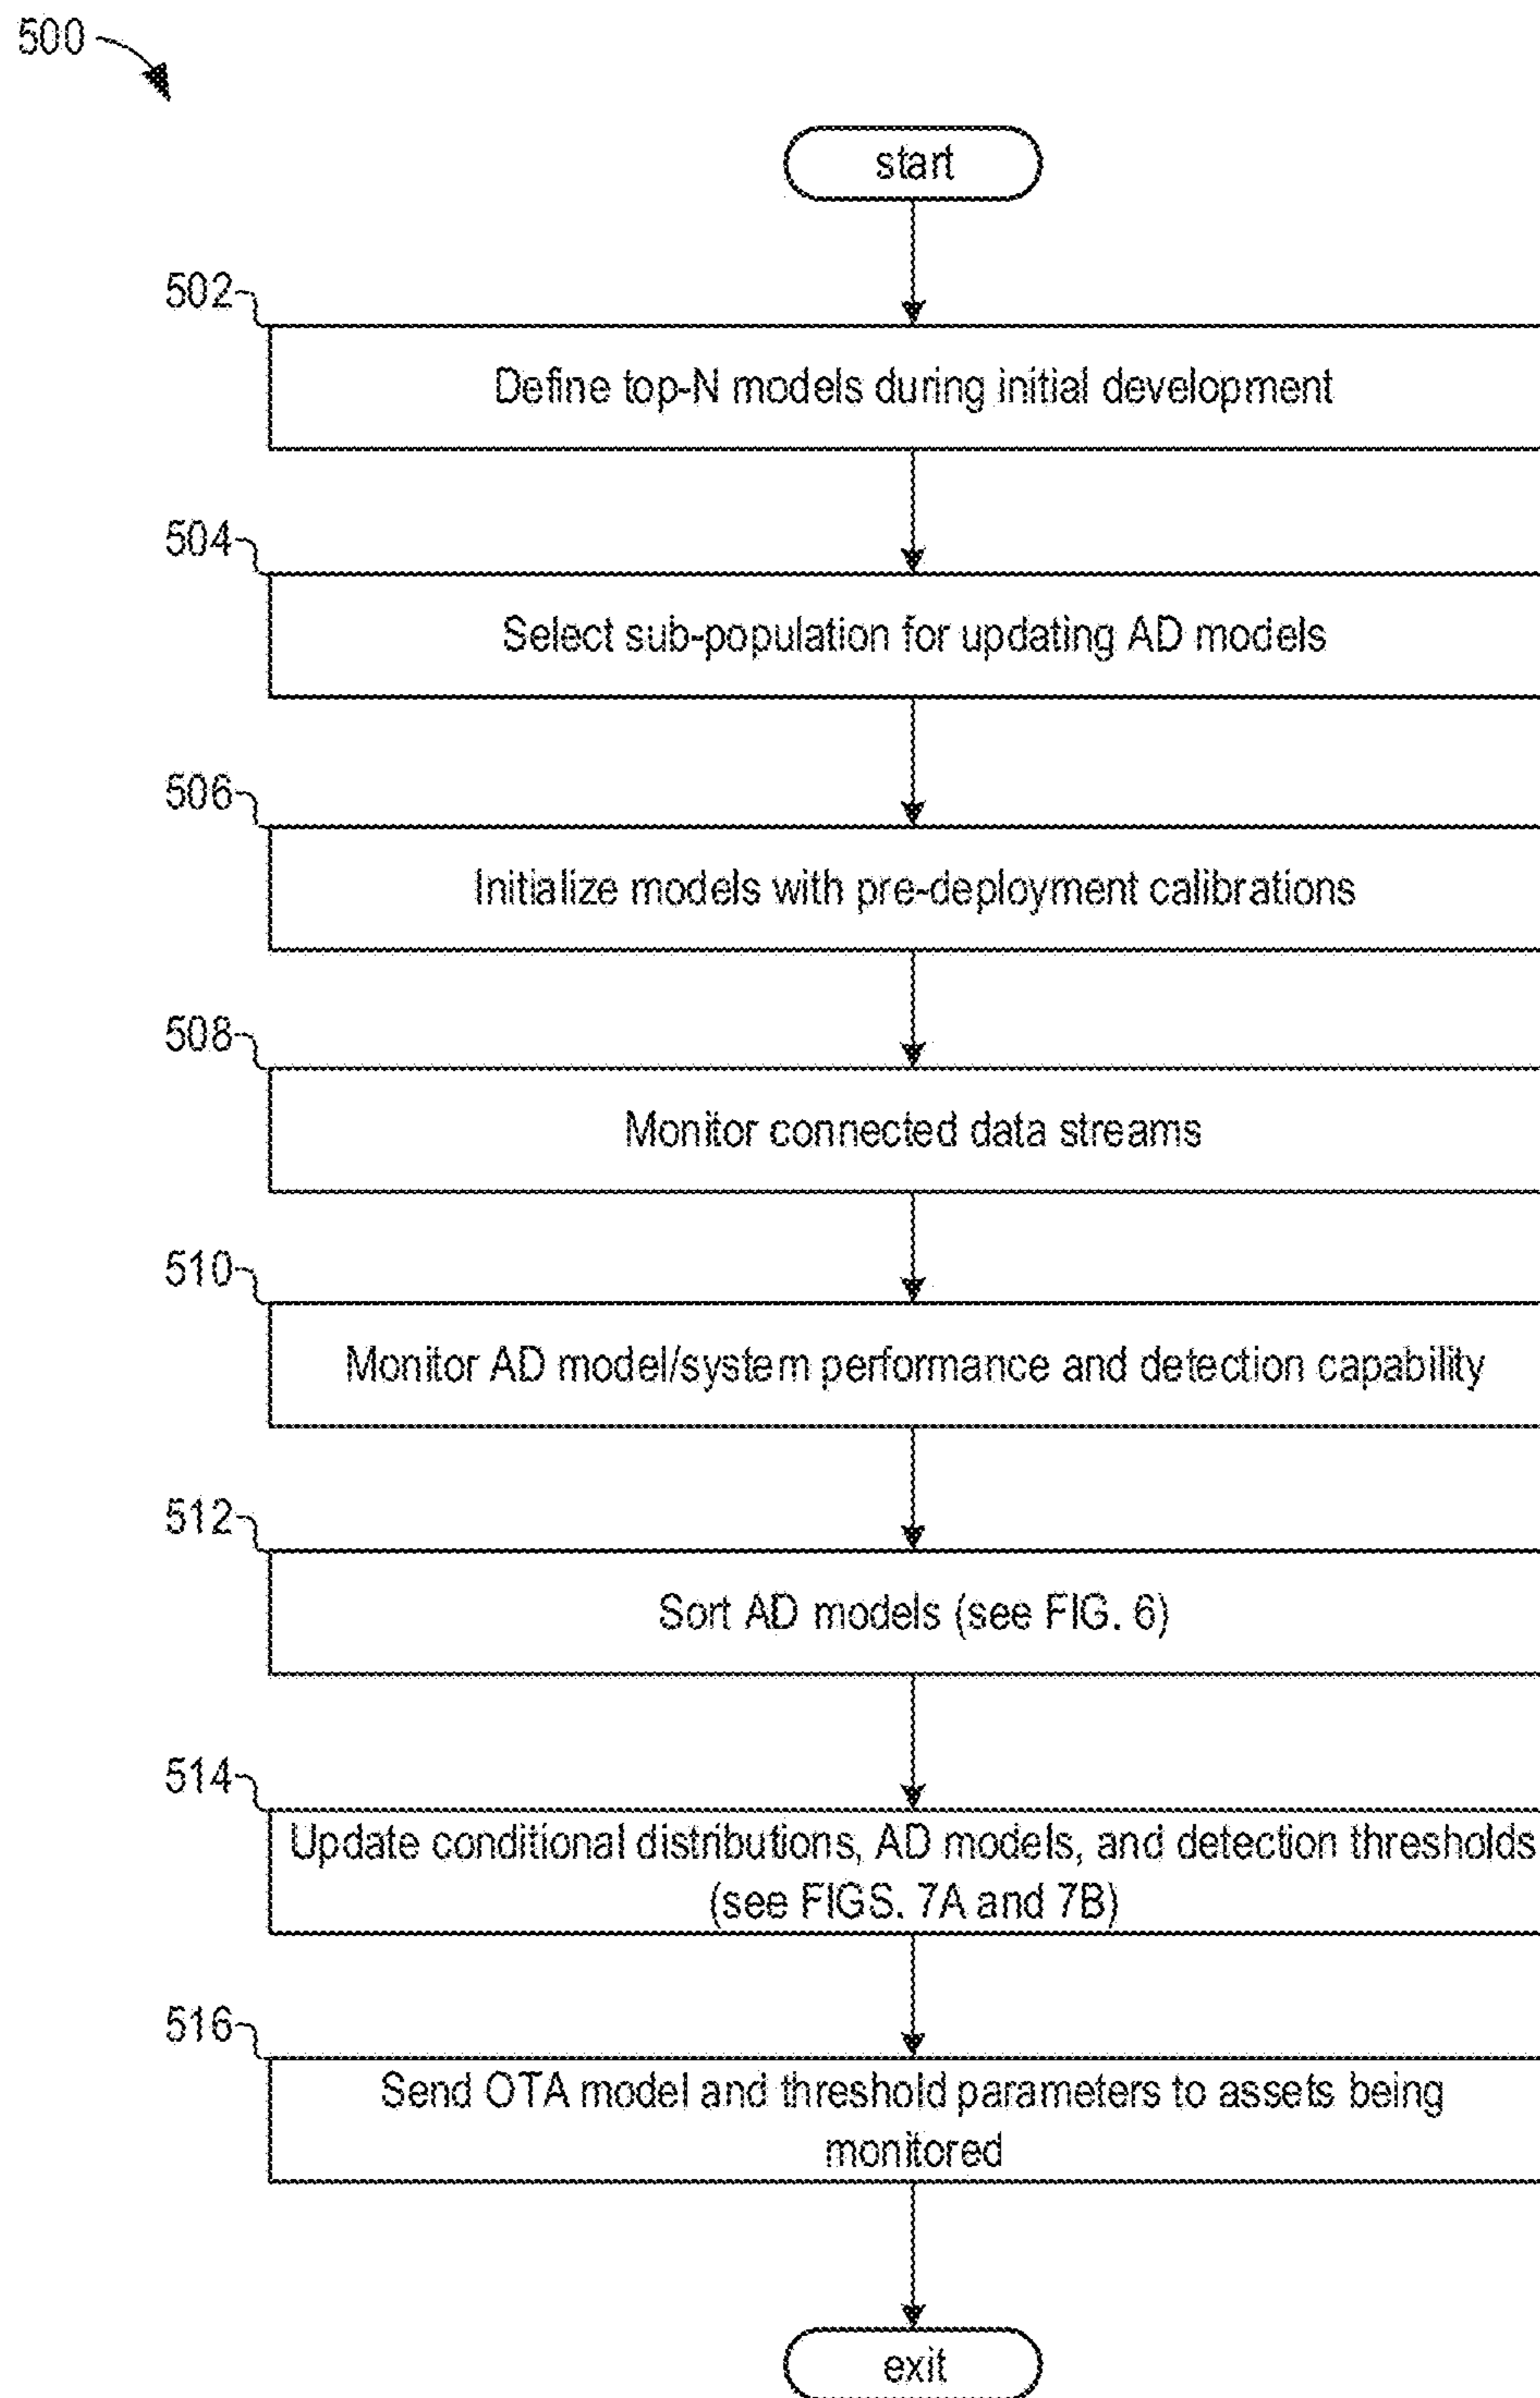 500
start
502
Define top-N models during initial development
504
Select sub-population for updating AD models
506
Initialize models with pre-deployment calibrations
508
Monitor connected data streams
510
Monitor AD model/system performance and detection capability
512
Sort AD models (see FIG. 6)
514
Update conditional distributions, AD models, and detection thresholds
(see FIGS. 7A and 7B)
516
Send OTA model and threshold parameters to assets being
monitored
exit